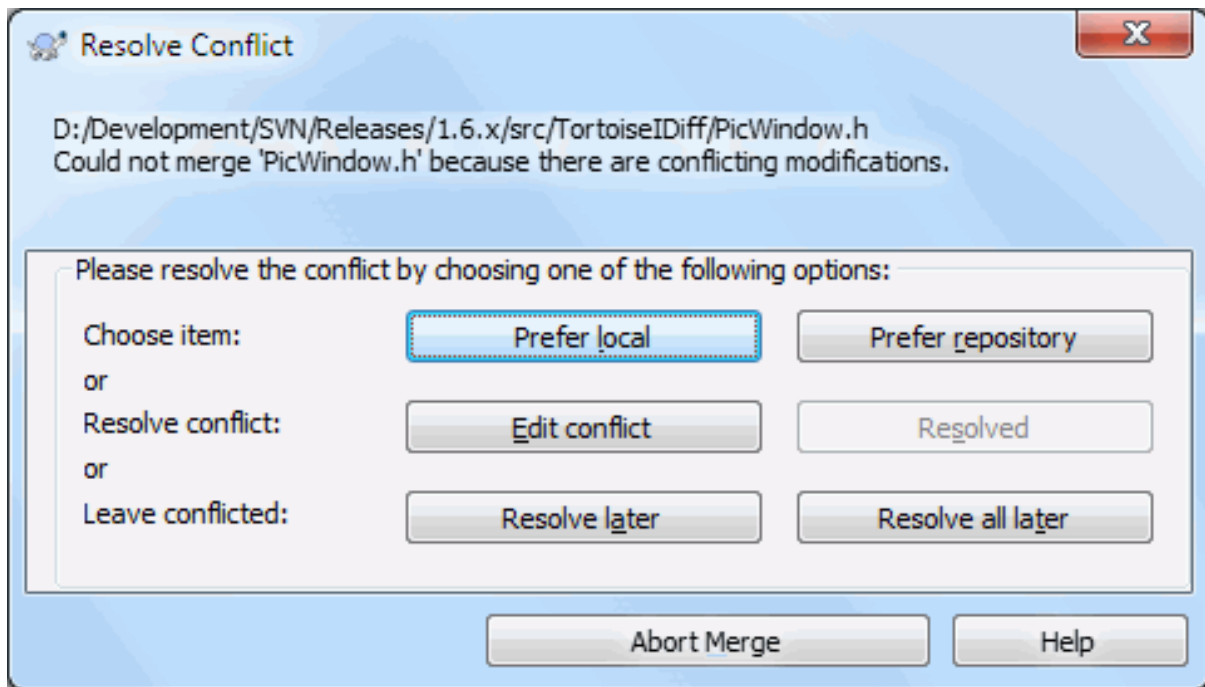 Resolve Conflict
D:/Development/SVN/Releases/1.6.x/src/TortoiseIDiff/PicWindow.h
Could not merge 'PicWindow.h' because there are conflicting modifications.
Please resolve the conflict by choosing one of the following options:
Choose item: Prefer local Prefer repository
or
Resolve conflict: Edit conflict Resolved
or
Leave conflicted: Resolve later Resolve all later
Abort Merge Help